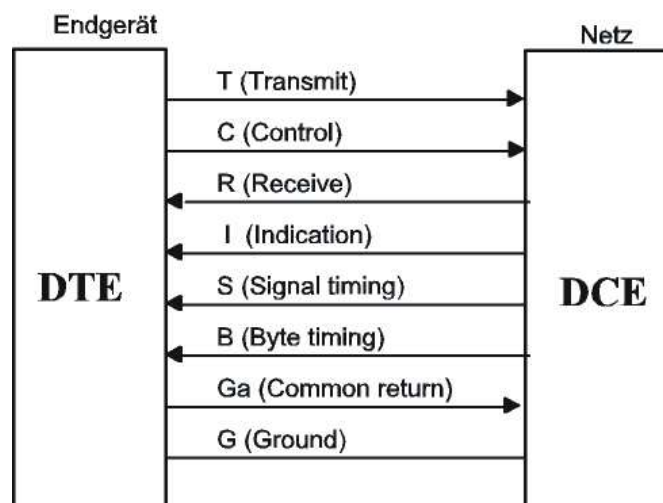 Endgerät
Netz
T (Transmit)
C (Control)
R (Receive)
I (Indication)
DTE
S (Signal timing)
DCE
B (Byte timing)
Ga (Common return)
G (Ground)